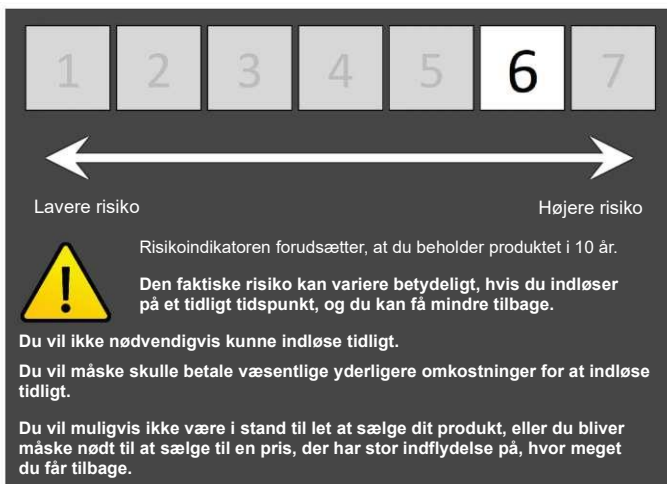 1 2 3 4 5 6 7
Lavere risiko Højere risiko
Risikoindikatoren forudsætter, at du beholder produktet i 10 år.
Den faktiske risiko kan variere betydeligt, hvis du indløser
på et tidligt tidspunkt, og du kan få mindre tilbage.
Du vil ikke nødvendigvis kunne indløse tidligt.
Du vil måske skulle betale væsentlige yderligere omkostninger for at indløse
tidligt.
Du vil muligvis ikke være i stand til let at sælge dit produkt, eller du bliver
måske nødt til at sælge til en pris, der har stor indflydelse på, hvor meget
du får tilbage.